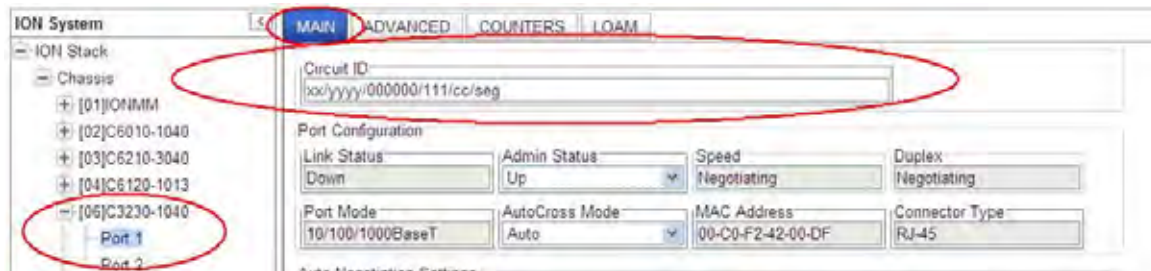 ION System
MAIN ADVANCED COUNTERS LOAM
ION Stack
Chassis
[01]IONMM
[02]C6010-1040
[03]C6210-3040
[04]C6120-1013
[06]C3230-1040
Port 1
Port 2
Circuit ID
xx/yyyy/000000/111/cc/seg
Port Configuration
Link Status Admin Status Speed Duplex
Down Up Negotiating Negotiating
Port Mode AutoCross Mode MAC Address Connector Type
10/100/1000BaseT Auto 00-C0-F2-42-00-DF RJ-45
Auto Negotiation Settings